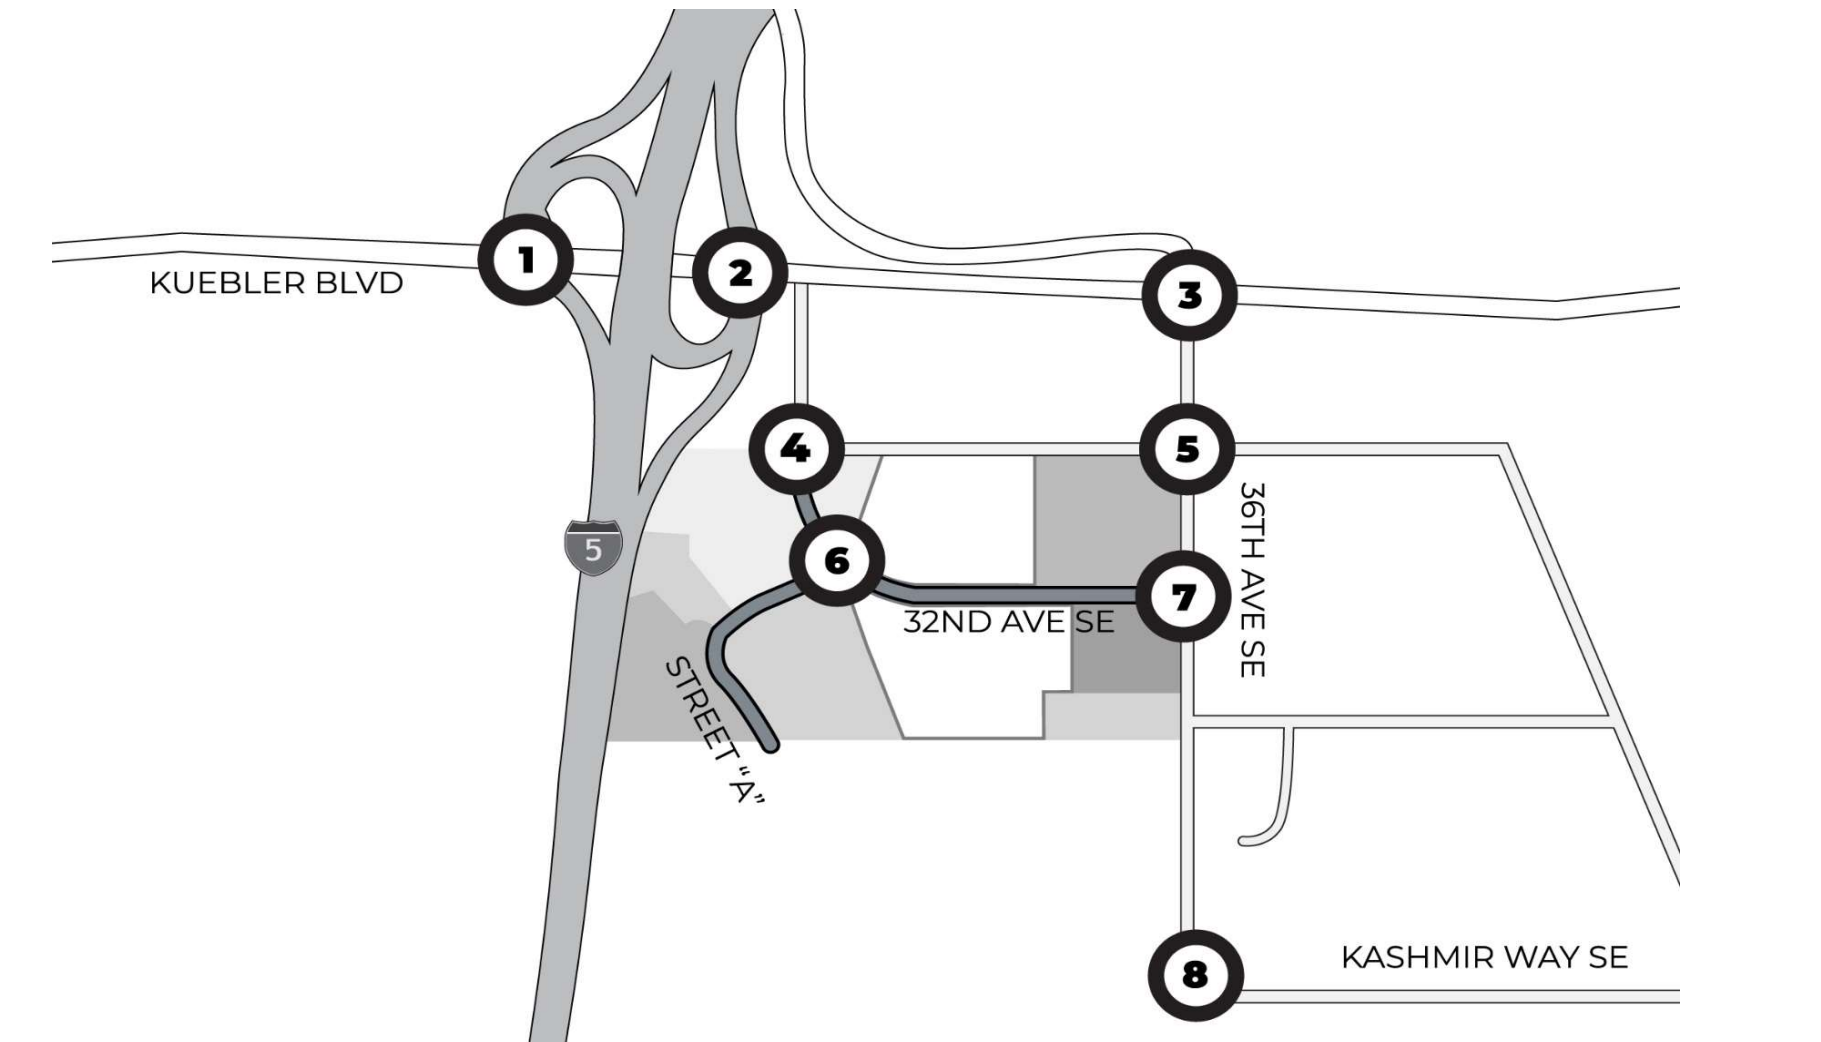 1
2
KUEBLER BLVD
3
4
5
36TH AVE SE
5
6
7
32ND AVE SE
STREET “A”
KASHMIR WAY SE
8